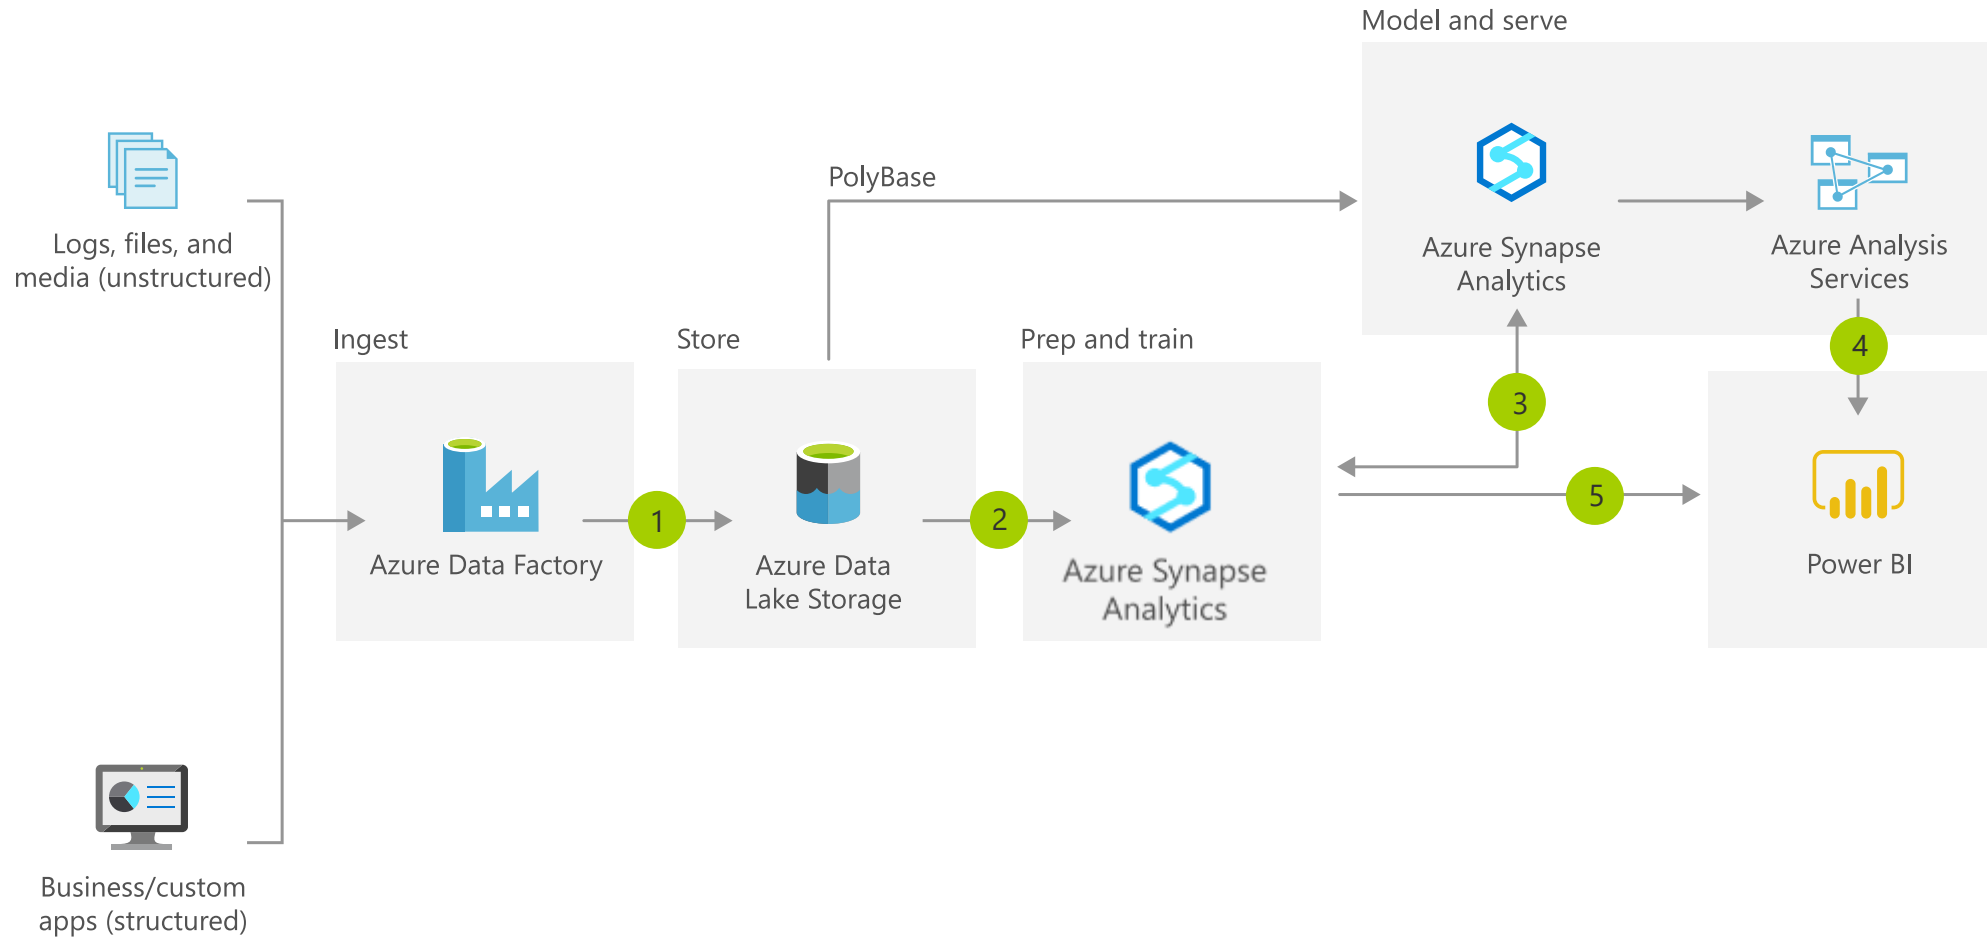 Model and serve
PolyBase
Logs, files, and
media (unstructured)
Azure Synapse
Analytics
Azure Analysis
Services
Ingest
Store
Prep and train
4
3
5
1
2
Azure Data Factory
Azure Data
Lake Storage
Azure Synapse
Analytics
Power BI
Business/custom
apps (structured)